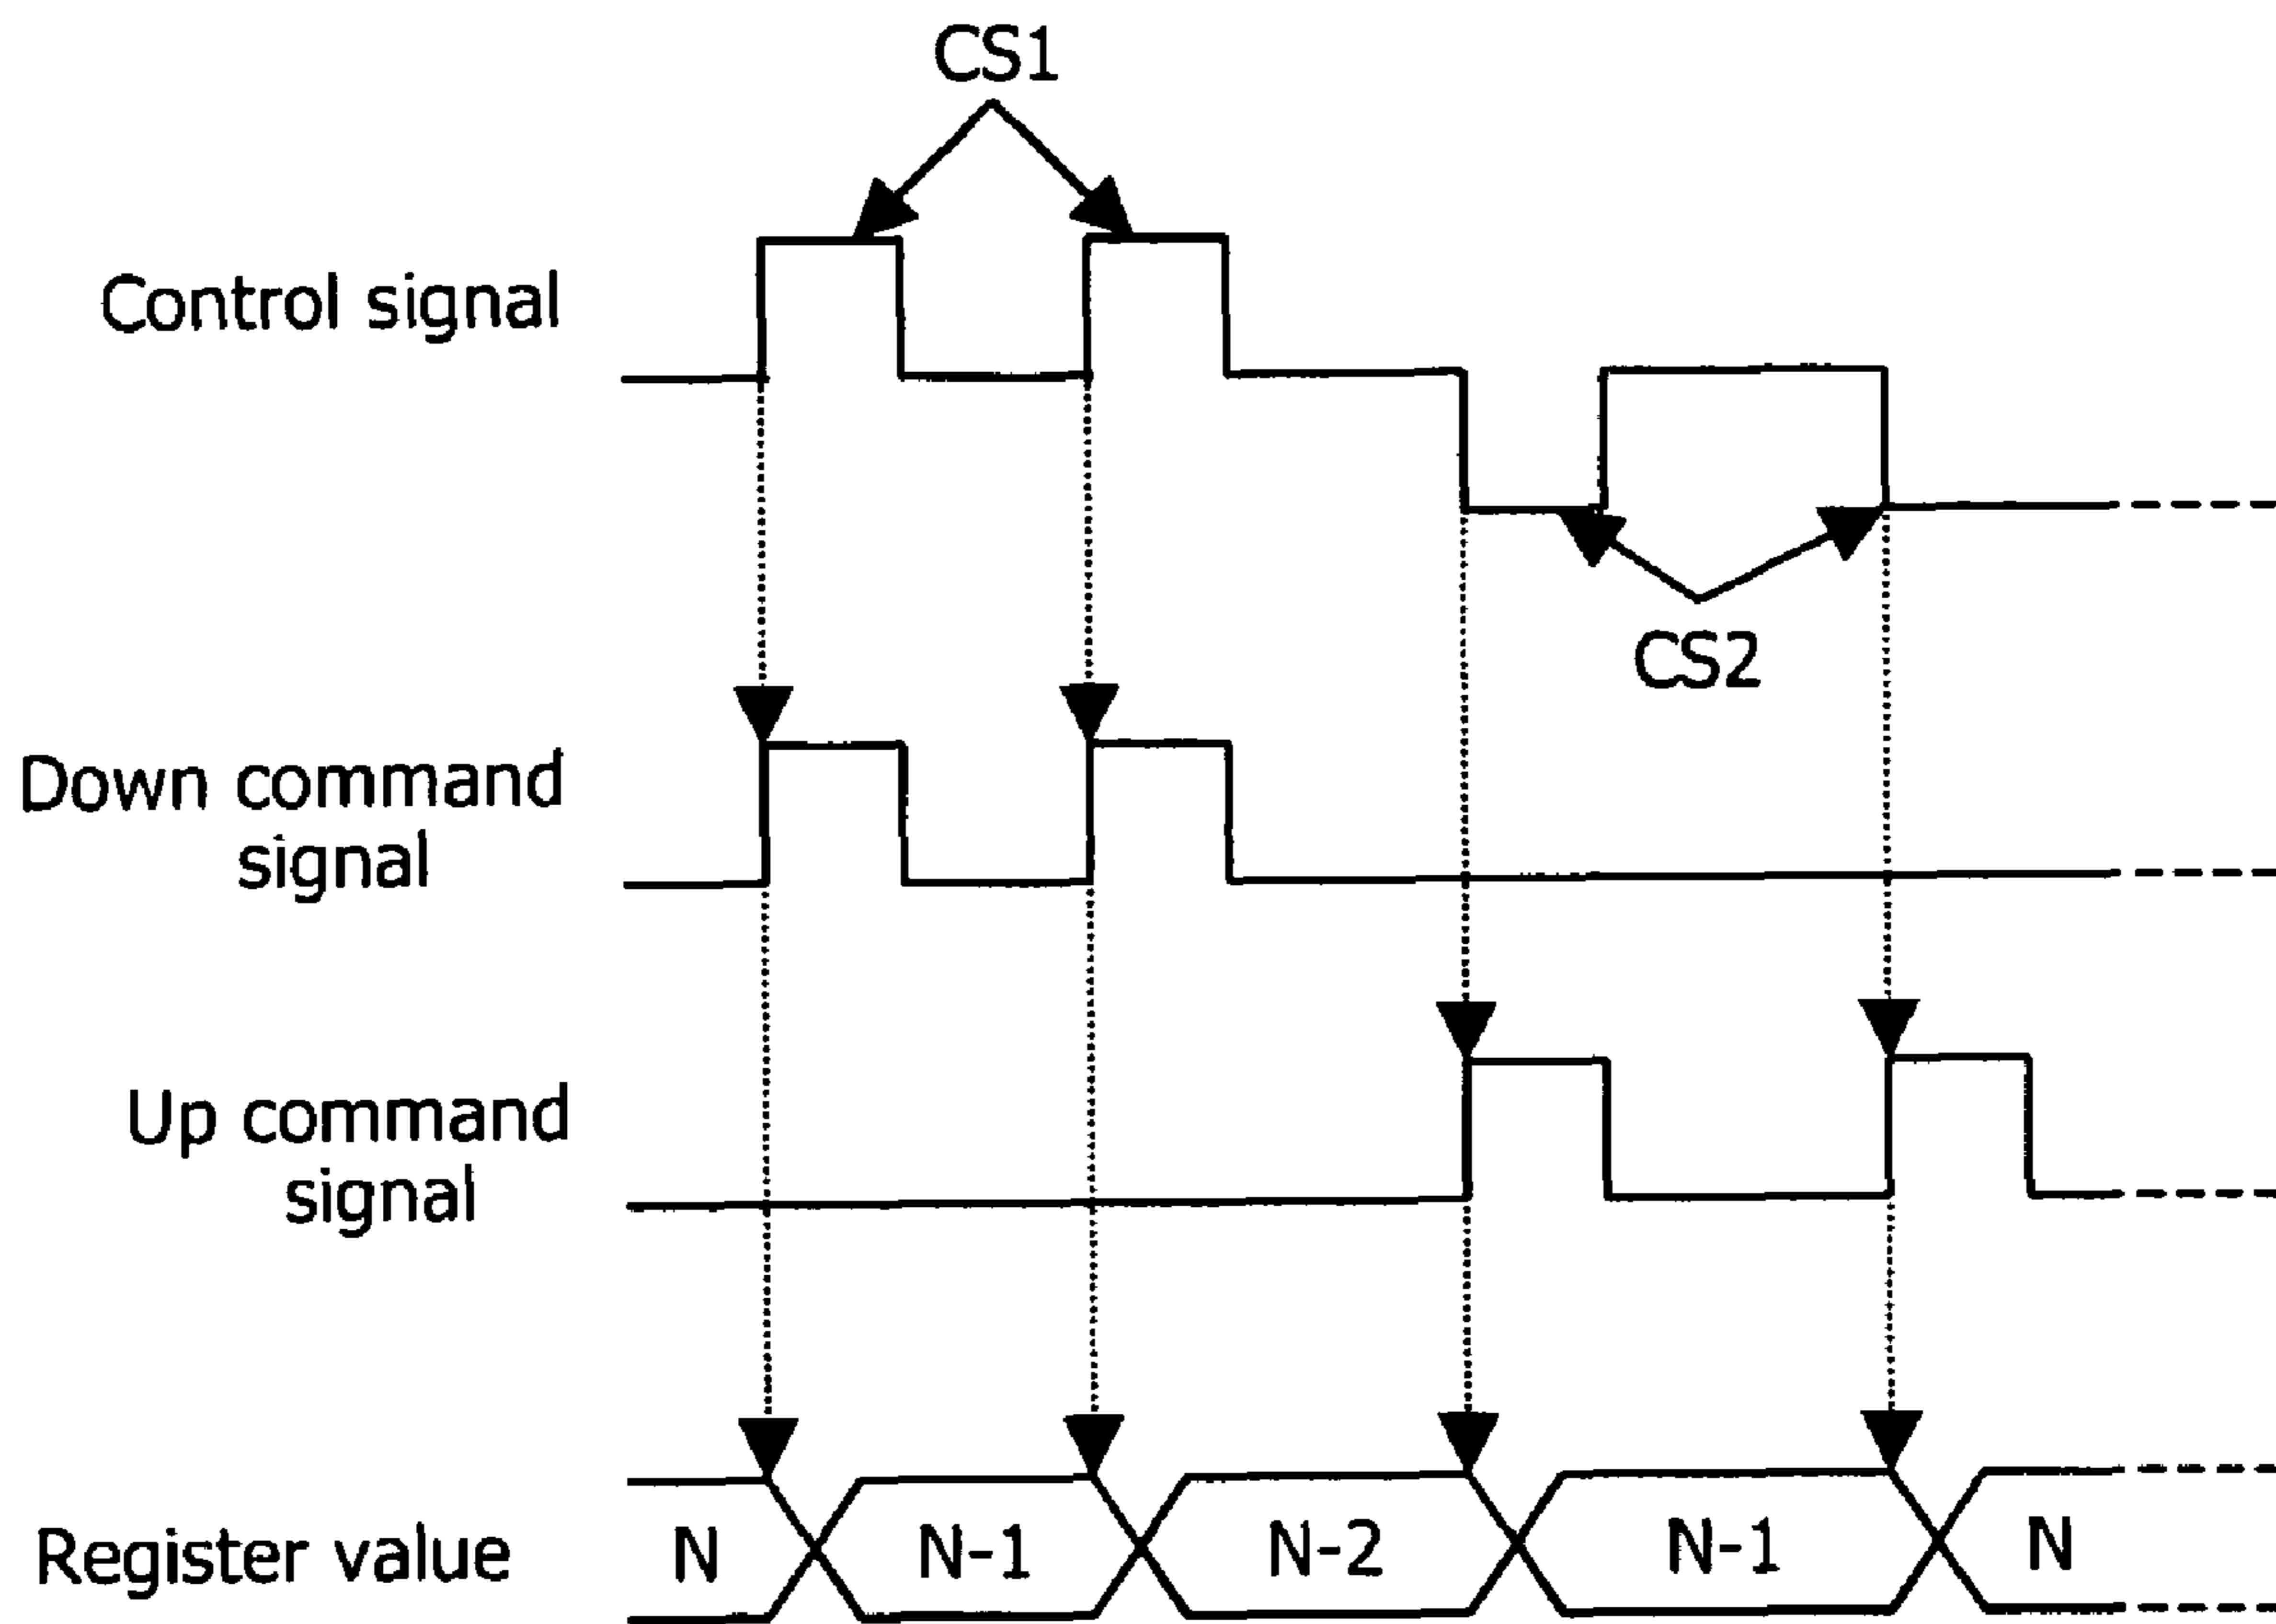 CS1
Control signal
CS2
Down command
signal
Up command
signal
Register value
N
N-1
N-2
N-1
N